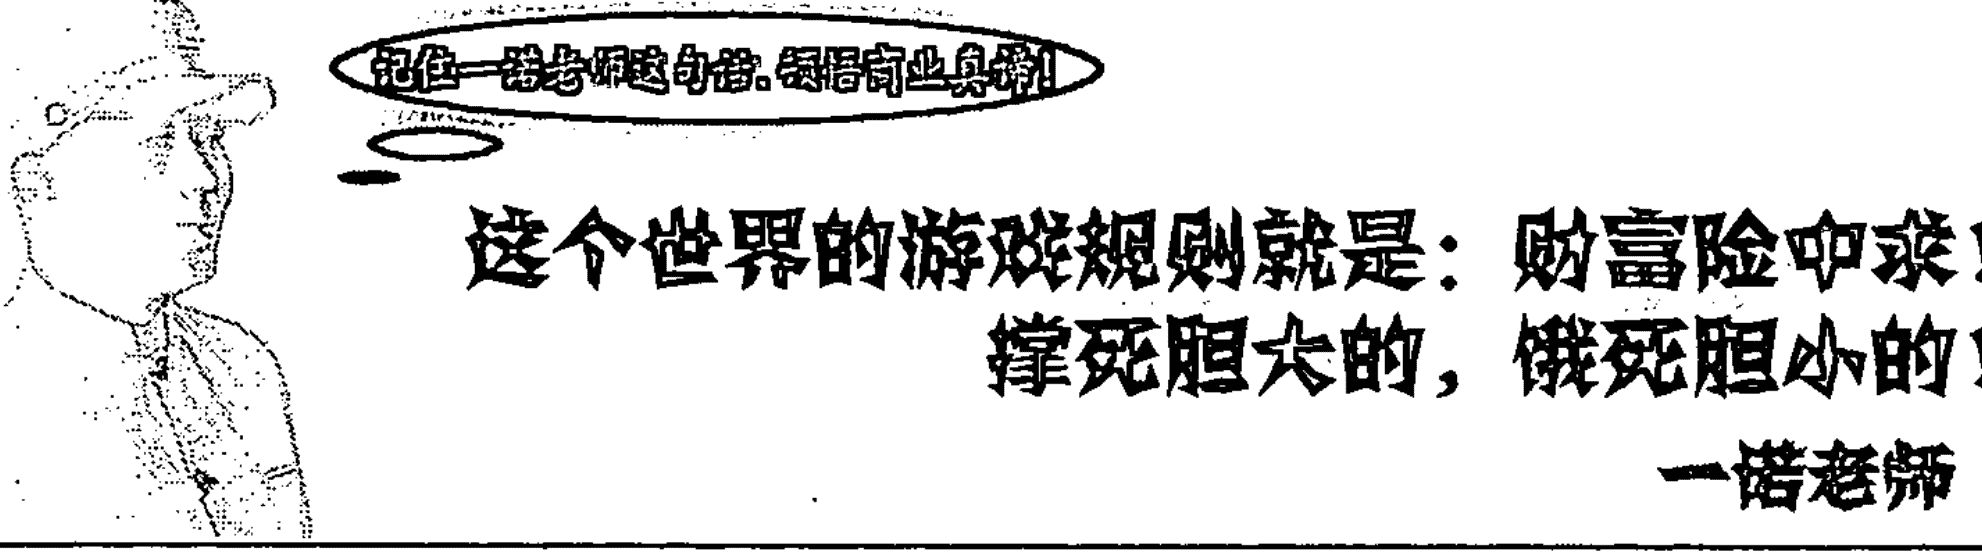 记住一诺老师这句话.领悟商业真谛!
这个世界的游戏规则就是：财富险中求
撑死胆大的，饿死胆小的
一诺老师